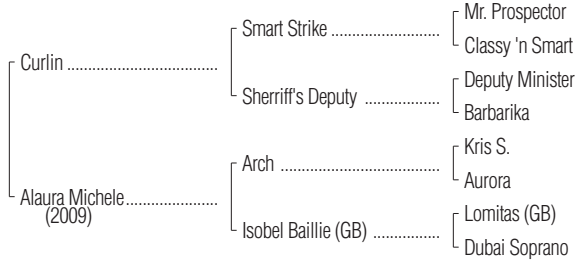 Mr. Prospector
Smart Strike ......................
Classy 'n Smart
Curlin ..............................
Deputy Minister
Sherriff's Deputy ...............
Barbarika
Kris S.
Arch ................................
Aurora
Alaura Michele..................
(2009)
Lomitas (GB)
Isobel Baillie (GB) .............
Dubai Soprano